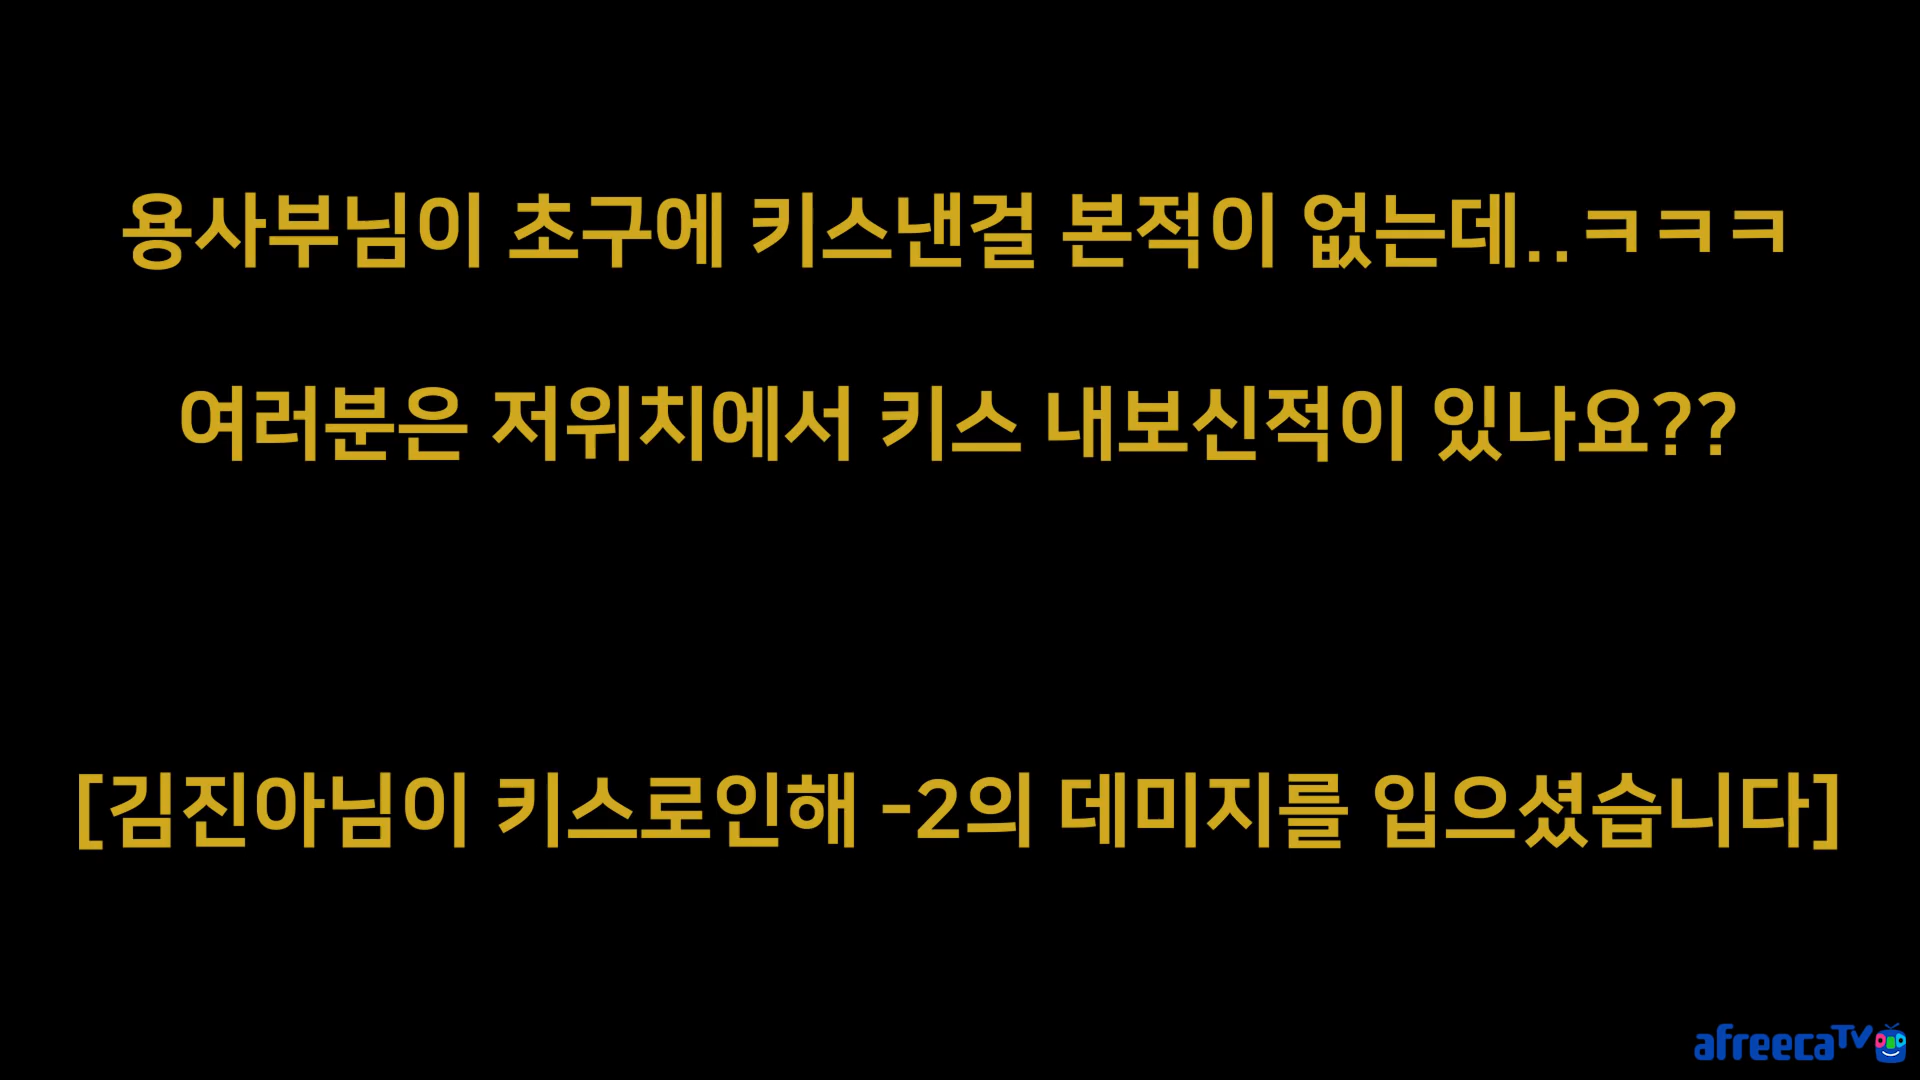 용사부님이 초구에 키스낸걸 본적이 없는데..ㅋㅋㅋ
여러분은 저위치에서 키스 내보신적이 있나요??
[김진아님이 키스로인해 -2의 데미지를 입으셨습니다]
afreecaTV